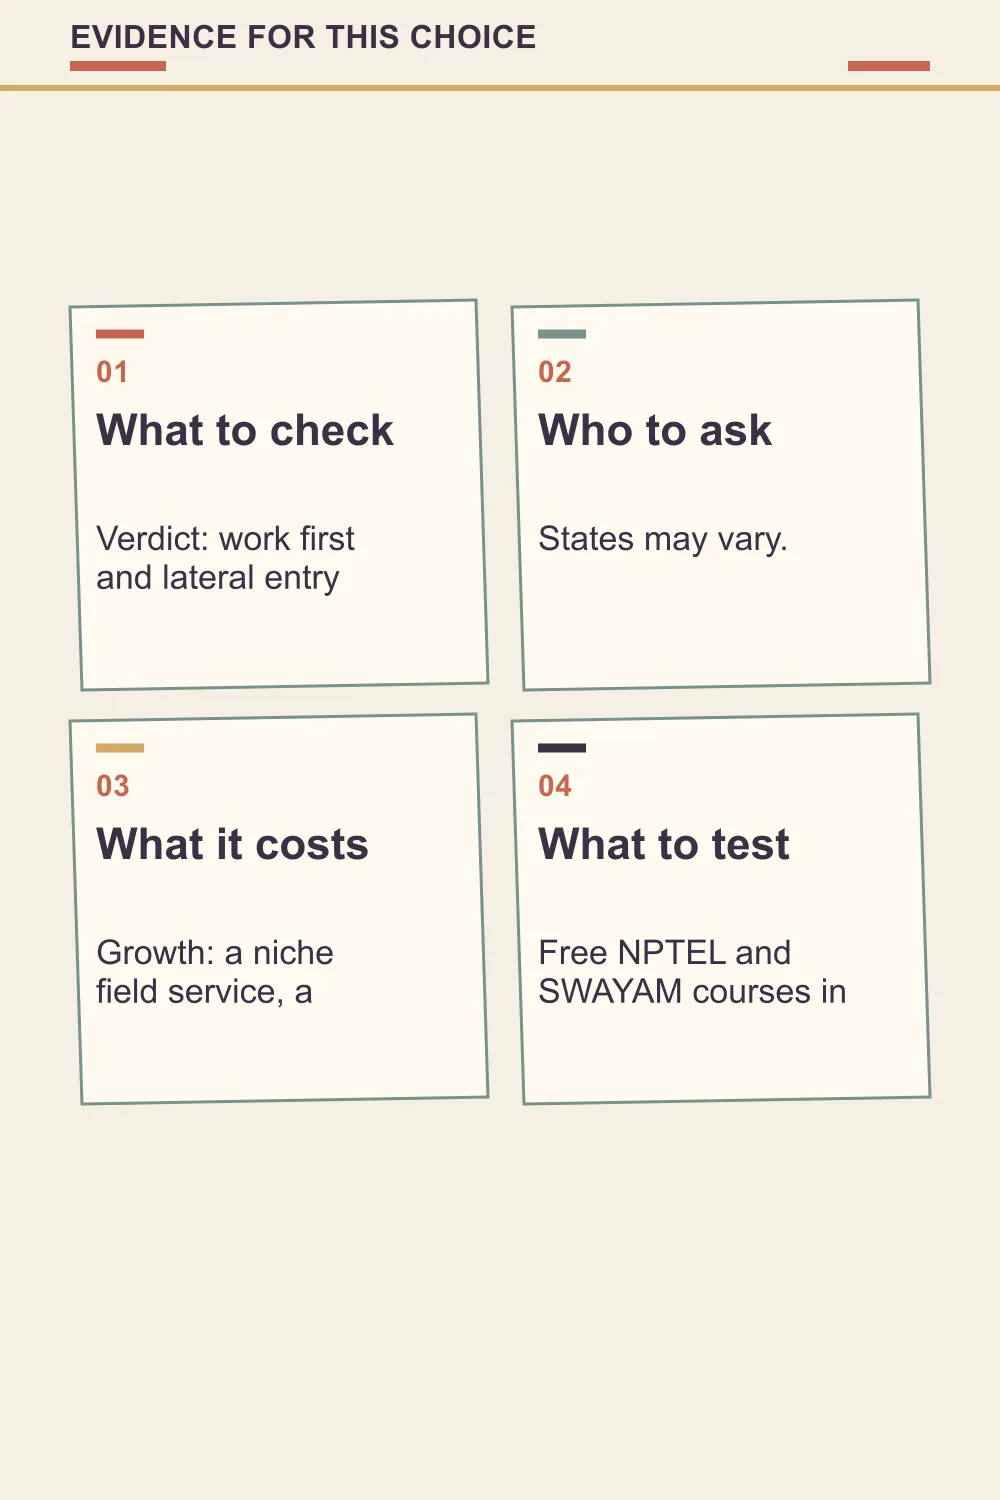 EVIDENCE FOR THIS CHOICE
01
What to check
Verdict: work first
and lateral entry
02
Who to ask
States may vary.
03
What it costs
Growth: a niche
field service, a
04
What to test
Free NPTEL and
SWAYAM courses in